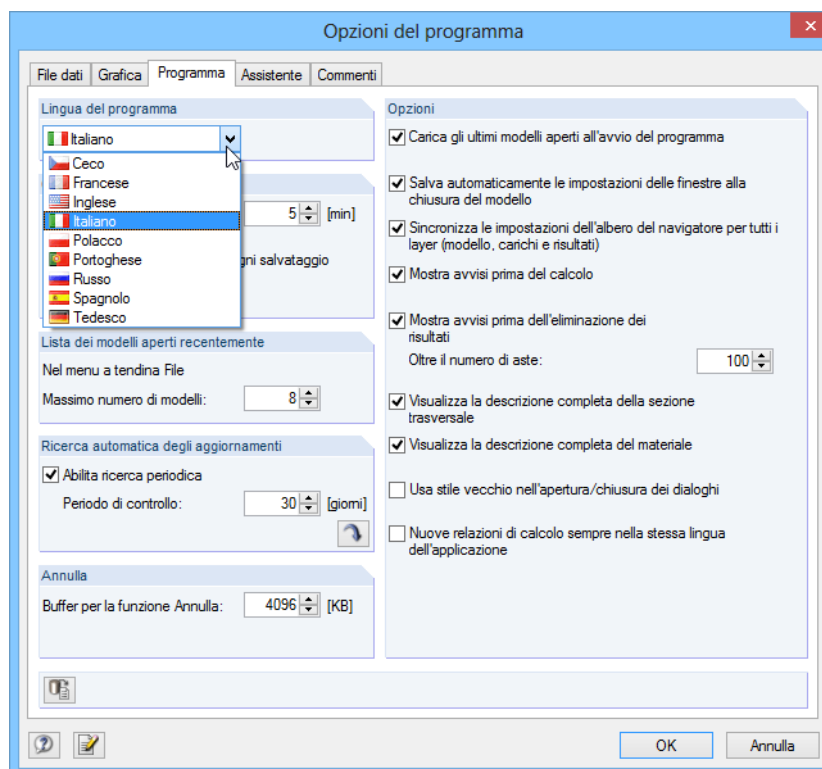 Opzioni del programma
File dati
Grafica
Programma
Assistente
Commenti
Lingua del programma
Italiano
Ceco
Francese
Inglese
Italiano
Polacco
Portoghese
Russo
Spagnolo
Tedesco
5 [min]
salvataggio
Lista dei modelli aperti recentemente
Nel menu a tendina File
Massimo numero di modelli: 8
Ricerca automatica degli aggiornamenti
Abilita ricerca periodica
Periodo di controllo: 30 [giorni]
Annulla
Buffer per la funzione Annulla: 4096 [KB]
Opzioni
Carica gli ultimi modelli aperti all'avvio del programma
Salva automaticamente le impostazioni delle finestre alla
chiusura del modello
Sincronizza le impostazioni dell'albero del navigatore per tutti i
layer (modello, carichi e risultati)
Mostra avvisi prima del calcolo
Mostra avvisi prima dell'eliminazione dei
risultati
Oltre il numero di aste: 100
Visualizza la descrizione completa della sezione
trasversale
Visualizza la descrizione completa del materiale
Usa stile vecchio nell'apertura/chiusura dei dialoghi
Nuove relazioni di calcolo sempre nella stessa lingua
dell'applicazione
OK
Annulla